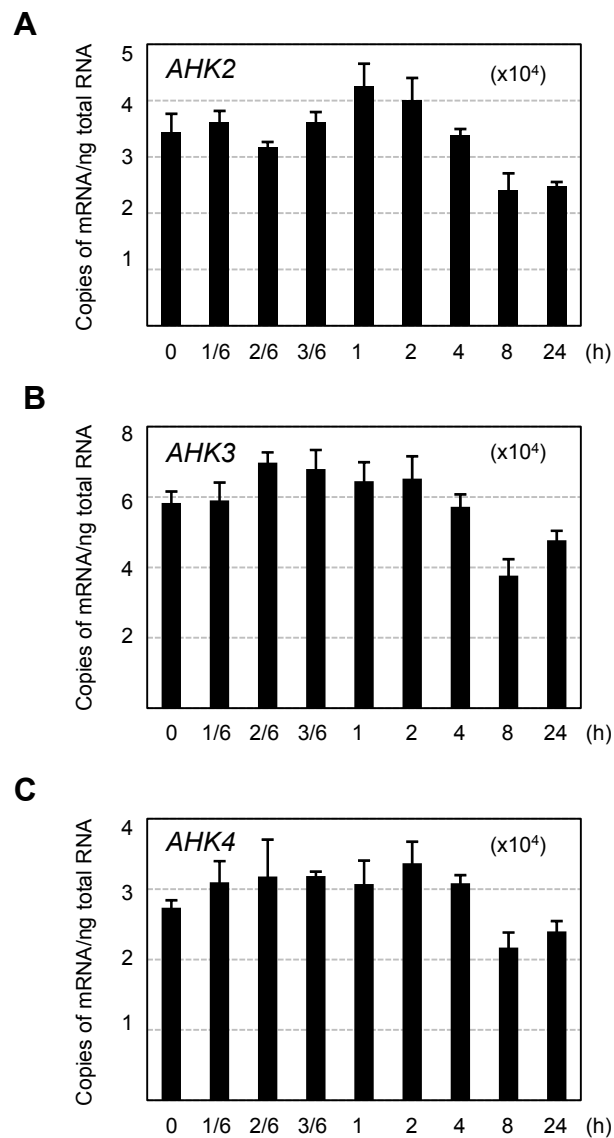 A
AHK2
(x10⁴)
Copies of mRNA/ng total RNA
5
4
3
2
1
0 1/6 2/6 3/6 1 2 4 8 24 (h)
B
AHK3
(x10⁴)
Copies of mRNA/ng total RNA
8
6
4
2
0 1/6 2/6 3/6 1 2 4 8 24 (h)
C
AHK4
(x10⁴)
Copies of mRNA/ng total RNA
4
3
2
1
0 1/6 2/6 3/6 1 2 4 8 24 (h)